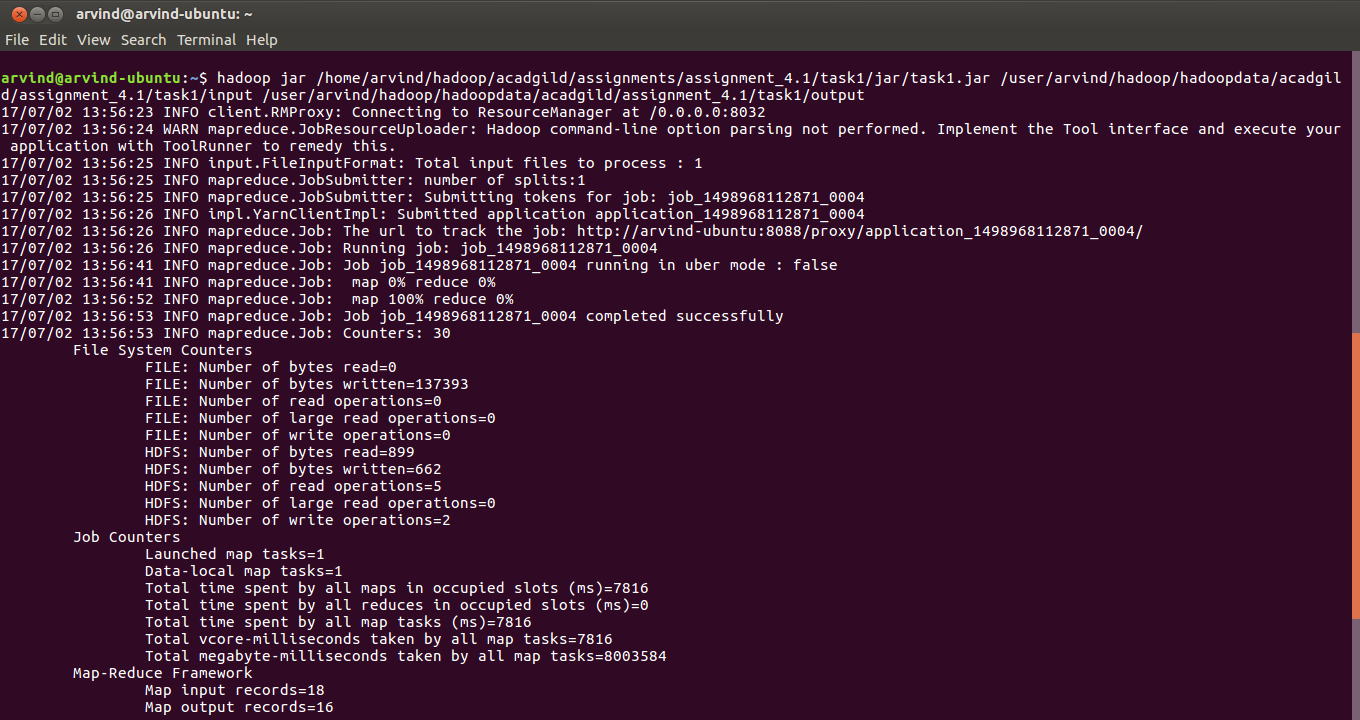 arvind@arvind-ubuntu: ~
File Edit View Search Terminal Help
arvind@arvind-ubuntu:~$ hadoop jar /home/arvind/hadoop/acadgild/assignments/assignment_4.1/task1/jar/task1.jar /user/arvind/hadoop/hadoopdata/acadgil
d/assignment_4.1/task1/input /user/arvind/hadoop/hadoopdata/acadgild/assignment_4.1/task1/output
17/07/02 13:56:23 INFO client.RMProxy: Connecting to ResourceManager at /0.0.0.0:8032
17/07/02 13:56:24 WARN mapreduce.JobResourceUploader: Hadoop command-line option parsing not performed. Implement the Tool interface and execute your
 application with ToolRunner to remedy this.
17/07/02 13:56:25 INFO input.FileInputFormat: Total input files to process : 1
17/07/02 13:56:25 INFO mapreduce.JobSubmitter: number of splits:1
17/07/02 13:56:25 INFO mapreduce.JobSubmitter: Submitting tokens for job: job_1498968112871_0004
17/07/02 13:56:26 INFO impl.YarnClientImpl: Submitted application application_1498968112871_0004
17/07/02 13:56:26 INFO mapreduce.Job: The url to track the job: http://arvind-ubuntu:8088/proxy/application_1498968112871_0004/
17/07/02 13:56:26 INFO mapreduce.Job: Running job: job_1498968112871_0004
17/07/02 13:56:41 INFO mapreduce.Job: Job job_1498968112871_0004 running in uber mode : false
17/07/02 13:56:41 INFO mapreduce.Job:  map 0% reduce 0%
17/07/02 13:56:52 INFO mapreduce.Job:  map 100% reduce 0%
17/07/02 13:56:53 INFO mapreduce.Job: Job job_1498968112871_0004 completed successfully
17/07/02 13:56:53 INFO mapreduce.Job: Counters: 30
File System Counters
FILE: Number of bytes read=0
FILE: Number of bytes written=137393
FILE: Number of read operations=0
FILE: Number of large read operations=0
FILE: Number of write operations=0
HDFS: Number of bytes read=899
HDFS: Number of bytes written=662
HDFS: Number of read operations=5
HDFS: Number of large read operations=0
HDFS: Number of write operations=2
Job Counters
Launched map tasks=1
Data-local map tasks=1
Total time spent by all maps in occupied slots (ms)=7816
Total time spent by all reduces in occupied slots (ms)=0
Total time spent by all map tasks (ms)=7816
Total vcore-milliseconds taken by all map tasks=7816
Total megabyte-milliseconds taken by all map tasks=8003584
Map-Reduce Framework
Map input records=18
Map output records=16